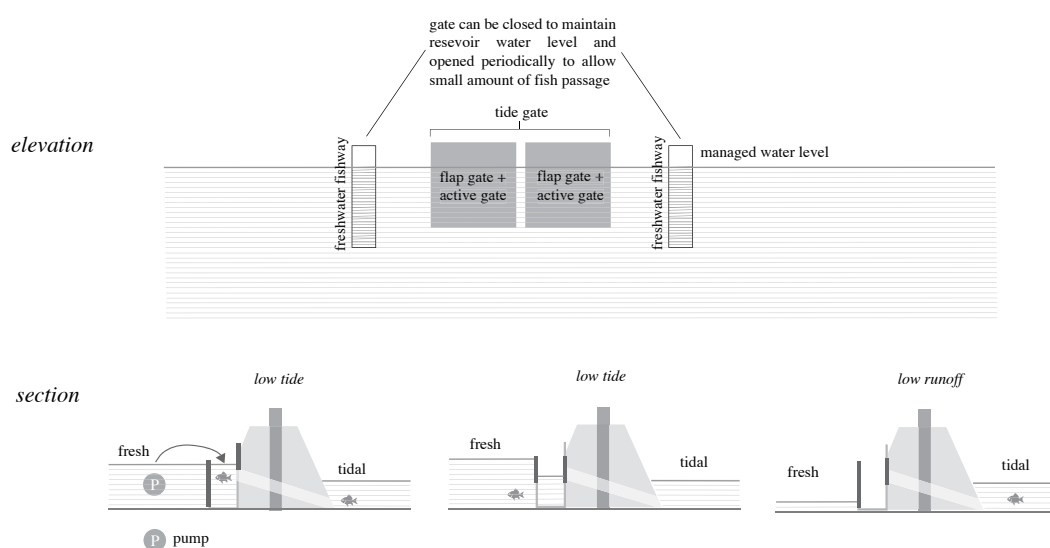 gate can be closed to maintain
resevoir water level and
opened periodically to allow
small amount of fish passage
tide gate
elevation
freshwater fishway
flap gate +
active gate
flap gate +
active gate
freshwater fishway
managed water level
section
low tide
low tide
low runoff
fresh
tidal
P
fresh
tidal
fresh
tidal
P pump